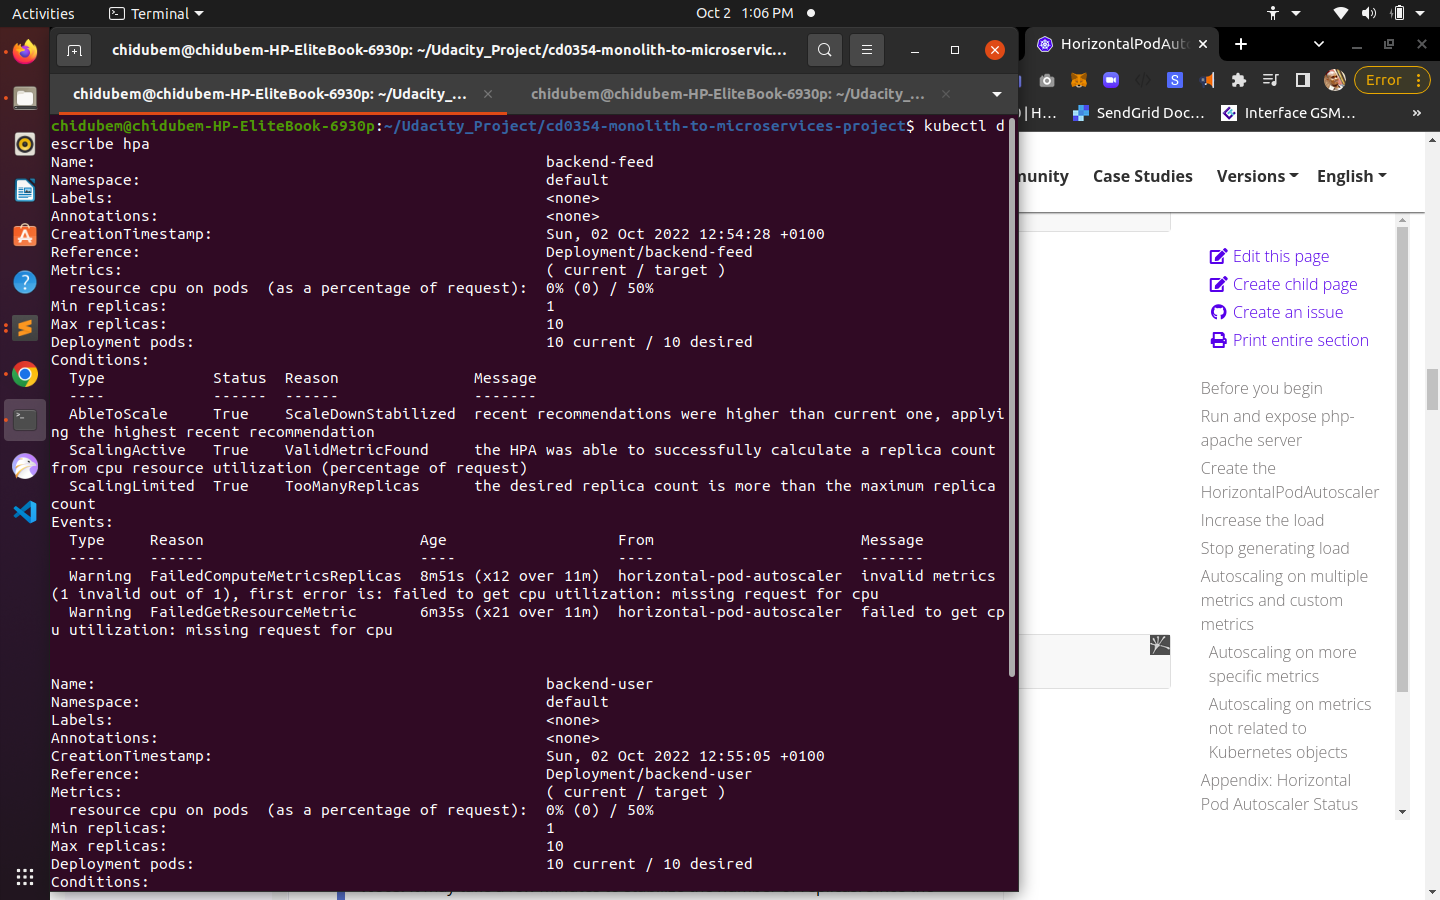 Activities
Terminal
Oct 2 1:06 PM
chidubem@chidubem-HP-EliteBook-6930p: ~/Udacity_Project/cd0354-monolith-to-microservic…
chidubem@chidubem-HP-EliteBook-6930p: ~/Udacity_…
chidubem@chidubem-HP-EliteBook-6930p: ~/Udacity_…
chidubem@chidubem-HP-EliteBook-6930p:~/Udacity_Project/cd0354-monolith-to-microservices-project$ kubectl d
escribe hpa
Name: backend-feed
Namespace: default
Labels: <none>
Annotations: <none>
CreationTimestamp: Sun, 02 Oct 2022 12:54:28 +0100
Reference: Deployment/backend-feed
Metrics: ( current / target )
resource cpu on pods (as a percentage of request): 0% (0) / 50%
Min replicas: 1
Max replicas: 10
Deployment pods: 10 current / 10 desired
Conditions:
Type Status Reason Message
---- ------ ------ -------
AbleToScale True ScaleDownStabilized recent recommendations were higher than current one, applyi
ng the highest recent recommendation
ScalingActive True ValidMetricFound the HPA was able to successfully calculate a replica count
from cpu resource utilization (percentage of request)
ScalingLimited True TooManyReplicas the desired replica count is more than the maximum replica
count
Events:
Type Reason Age From Message
---- ------ ---- ---- -------
Warning FailedComputeMetricsReplicas 8m51s (x12 over 11m) horizontal-pod-autoscaler invalid metrics
(1 invalid out of 1), first error is: failed to get cpu utilization: missing request for cpu
Warning FailedGetResourceMetric 6m35s (x21 over 11m) horizontal-pod-autoscaler failed to get cp
u utilization: missing request for cpu
Name: backend-user
Namespace: default
Labels: <none>
Annotations: <none>
CreationTimestamp: Sun, 02 Oct 2022 12:55:05 +0100
Reference: Deployment/backend-user
Metrics: ( current / target )
resource cpu on pods (as a percentage of request): 0% (0) / 50%
Min replicas: 1
Max replicas: 10
Deployment pods: 10 current / 10 desired
Conditions:
HorizontalPodAuto
Error
| H…
SendGrid Doc…
Interface GSM…
»
munity
Case Studies
Versions
English
Edit this page
Create child page
Create an issue
Print entire section
Before you begin
Run and expose php-
apache server
Create the
HorizontalPodAutoscaler
Increase the load
Stop generating load
Autoscaling on multiple
metrics and custom
metrics
Autoscaling on more
specific metrics
Autoscaling on metrics
not related to
Kubernetes objects
Appendix: Horizontal
Pod Autoscaler Status